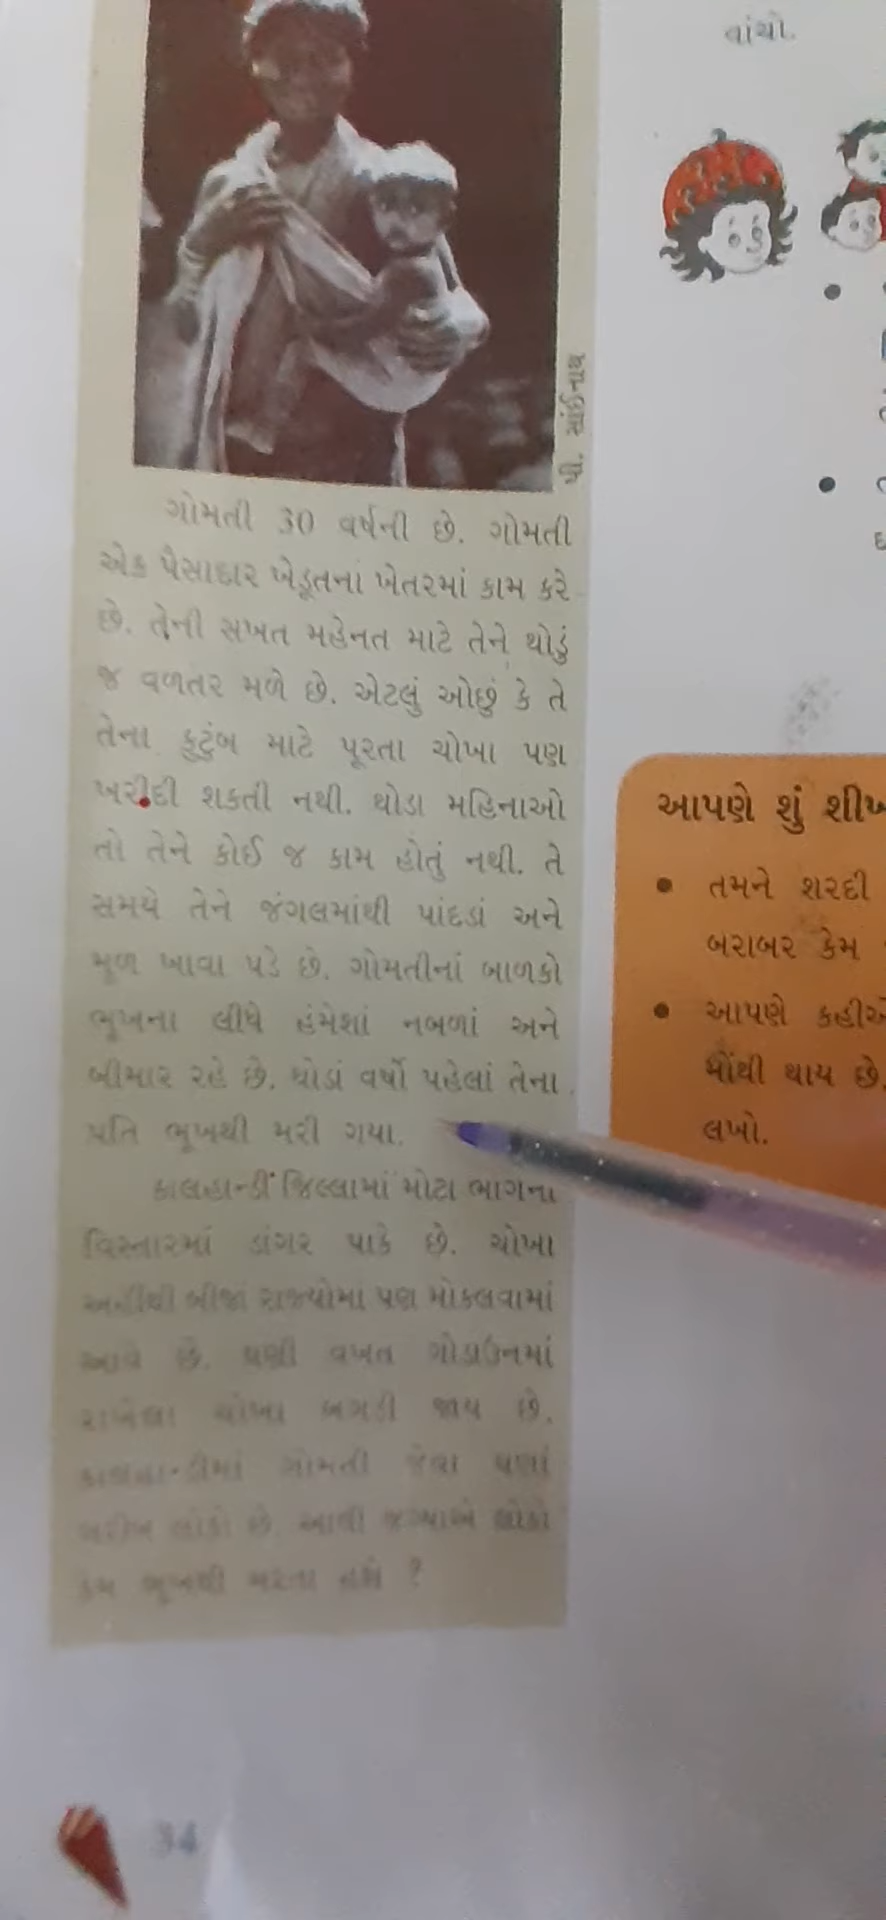 વાંચો.
પી. સાંઈનાથ
ગોમતી 30 વર્ષની છે. ગોમતી
એક પૈસાદાર ખેડૂતના ખેતરમાં કામ કરે
છે. તેની સખત મહેનત માટે તેને થોડું
જ વળતર મળે છે. એટલું ઓછું કે તે
તેના કુટુંબ માટે પૂરતા ચોખા પણ
ખરીદી શકતી નથી. થોડા મહિનાઓ
તો તેને કોઈ જ કામ હોતું નથી. તે
સમયે તેને જંગલમાંથી પાંદડાં અને
મૂળ ખાવા પડે છે. ગોમતીનાં બાળકો
ભૂખના લીધે હંમેશાં નબળાં અને
બીમાર રહે છે. થોડાં વર્ષો પહેલાં તેના
પતિ ભૂખથી મરી ગયા.
કાલહાન્ડી જિલ્લામાં મોટા ભાગના
વિસ્તારમાં ડાંગર પાકે છે. ચોખા
અહીંથી બીજાં રાજ્યોમાં પણ મોકલવામાં
આવે છે. ઘણી વખત ગોડાઉનમાં
રાખેલા ચોખા બગડી જાય છે.
કાલહાન્ડીમાં ગોમતી જેવા ઘણાં
ગરીબ લોકો છે. આવી જગ્યાએ લોકો
કેમ ભૂખથી મરતા હશે ?
34
આપણે શું શીખ
તમને શરદી
બરાબર કેમ
આપણે કહીએ
મોંથી થાય છે.
લખો.